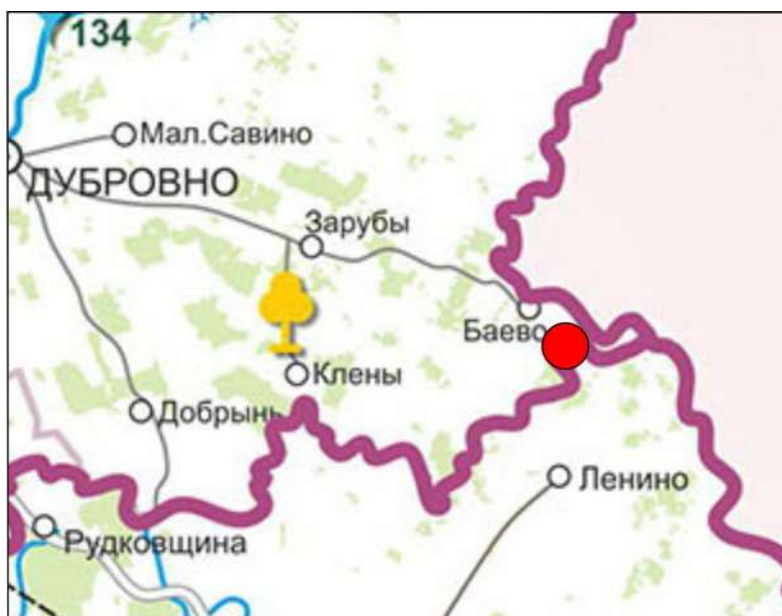 134
Мал.Савино
ДУБРОВНО
Зарубы
Баево
Клены
Добрынь
Ленино
Рудковщина